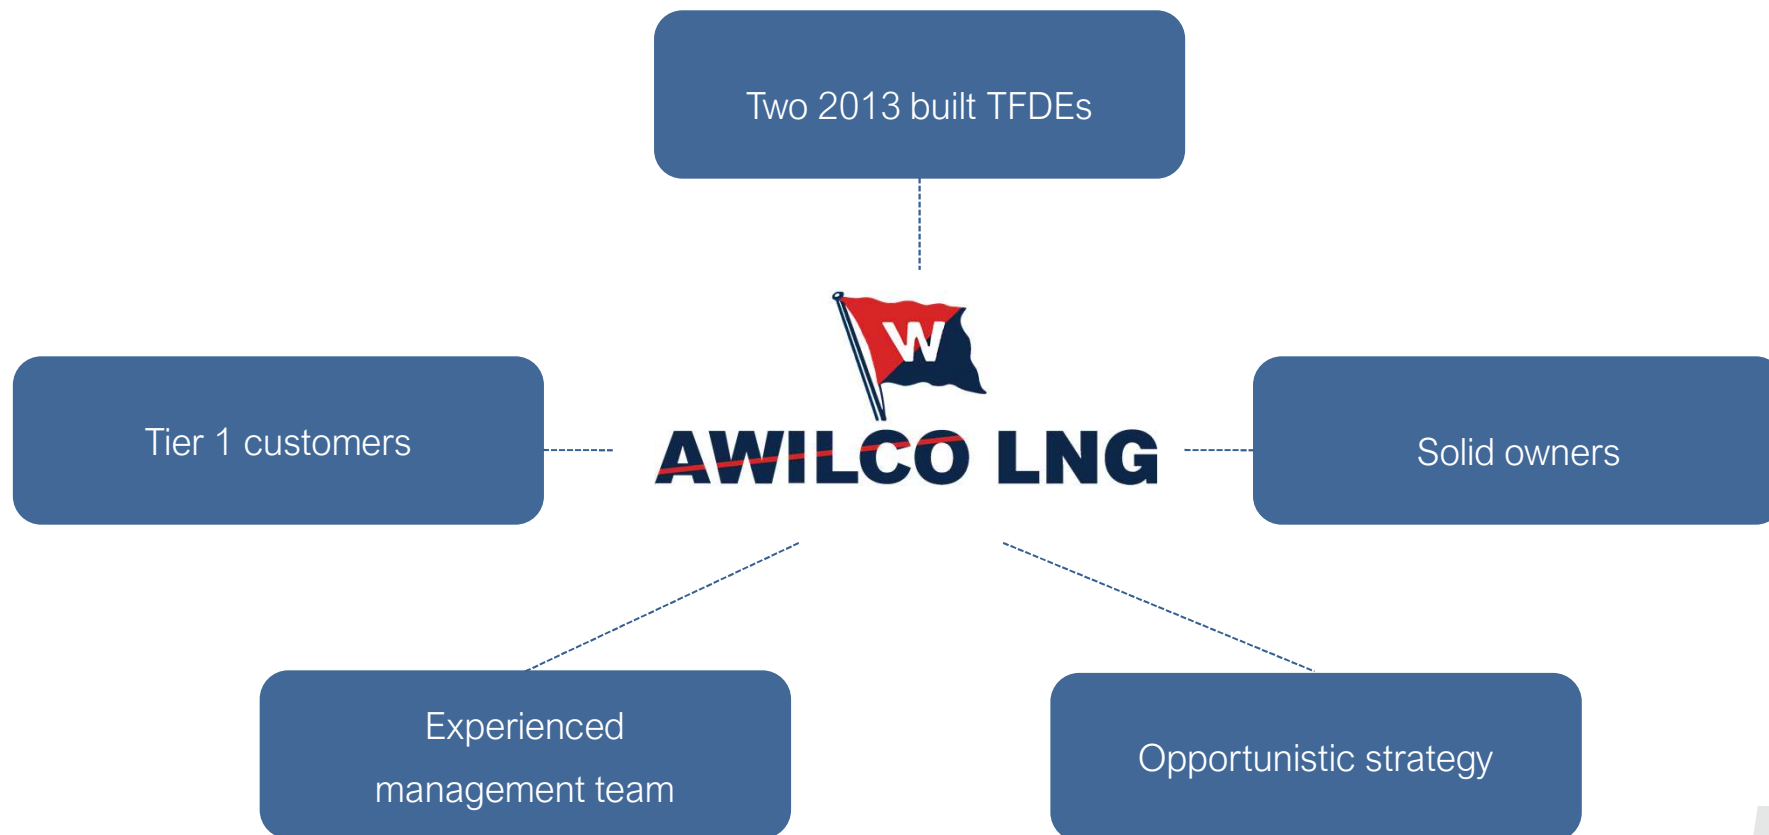 Two 2013 built TFDEs
W
AWILCO LNG
Tier 1 customers
Solid owners
Experienced
management team
Opportunistic strategy